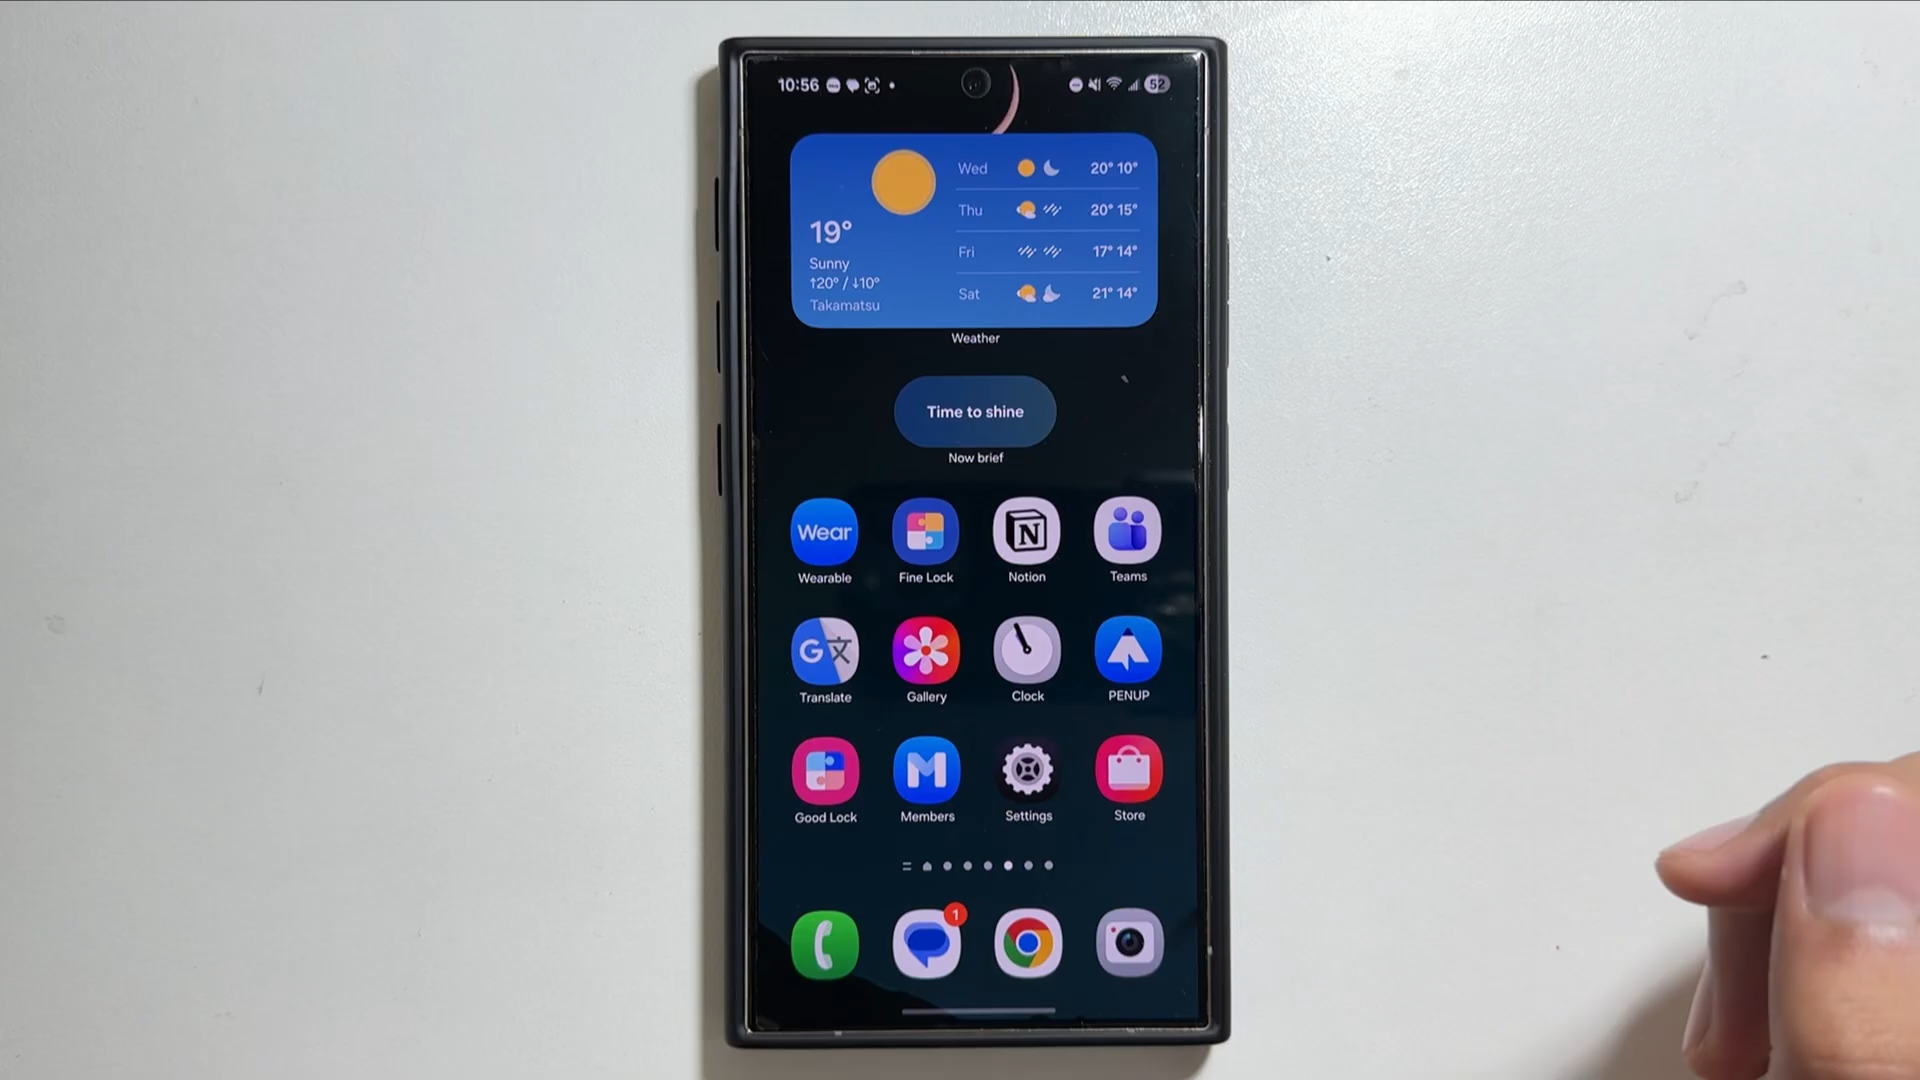 10:56
52
Wed 20° 10°
Thu 20° 15°
19°
Fri 17° 14°
Sunny
↑20° / ↓10°
Sat 21° 14°
Takamatsu
Weather
Time to shine
Now brief
Wear
N
Wearable Fine Lock Notion Teams
G 文
Translate Gallery Clock PENUP
M
Good Lock Members Settings Store
1